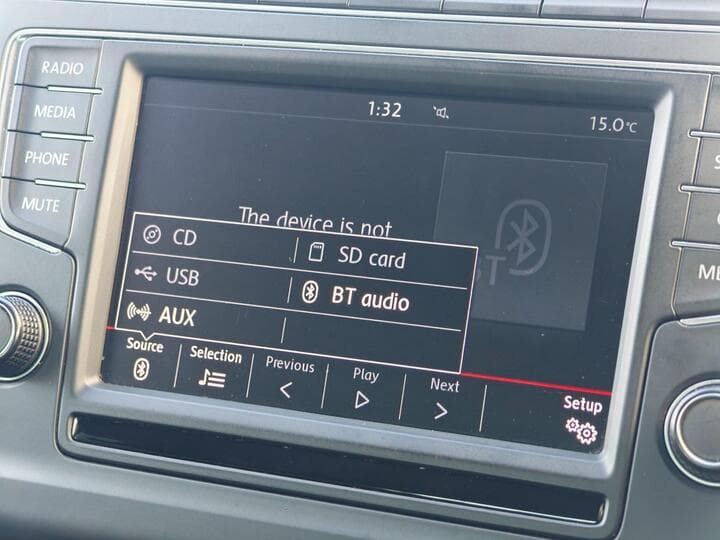 RADIO
MEDIA
PHONE
MUTE
1:32
15.0°C
The device is not
CD
SD card
USB
BT audio
AUX
Source
Selection
Previous
Play
Next
Setup